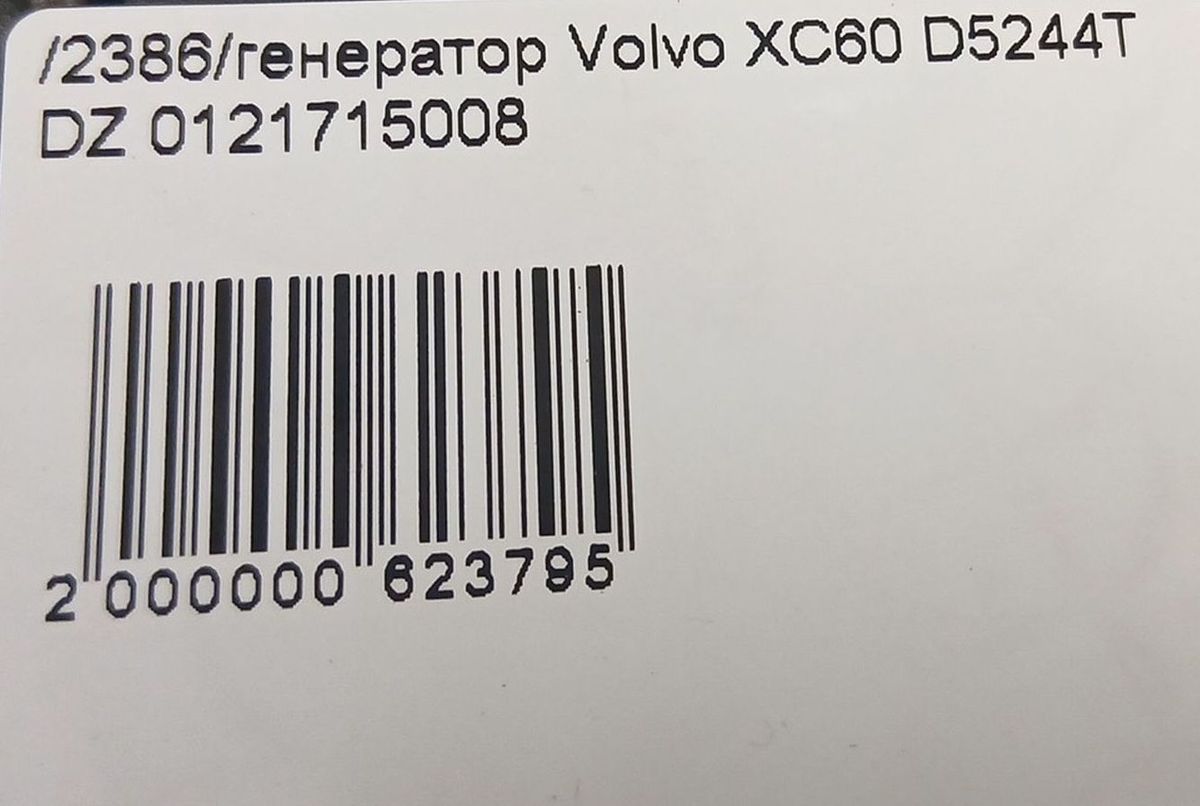 /2386/генератор Volvo XC60 D5244T
DZ 0121715008
2 000000 623795